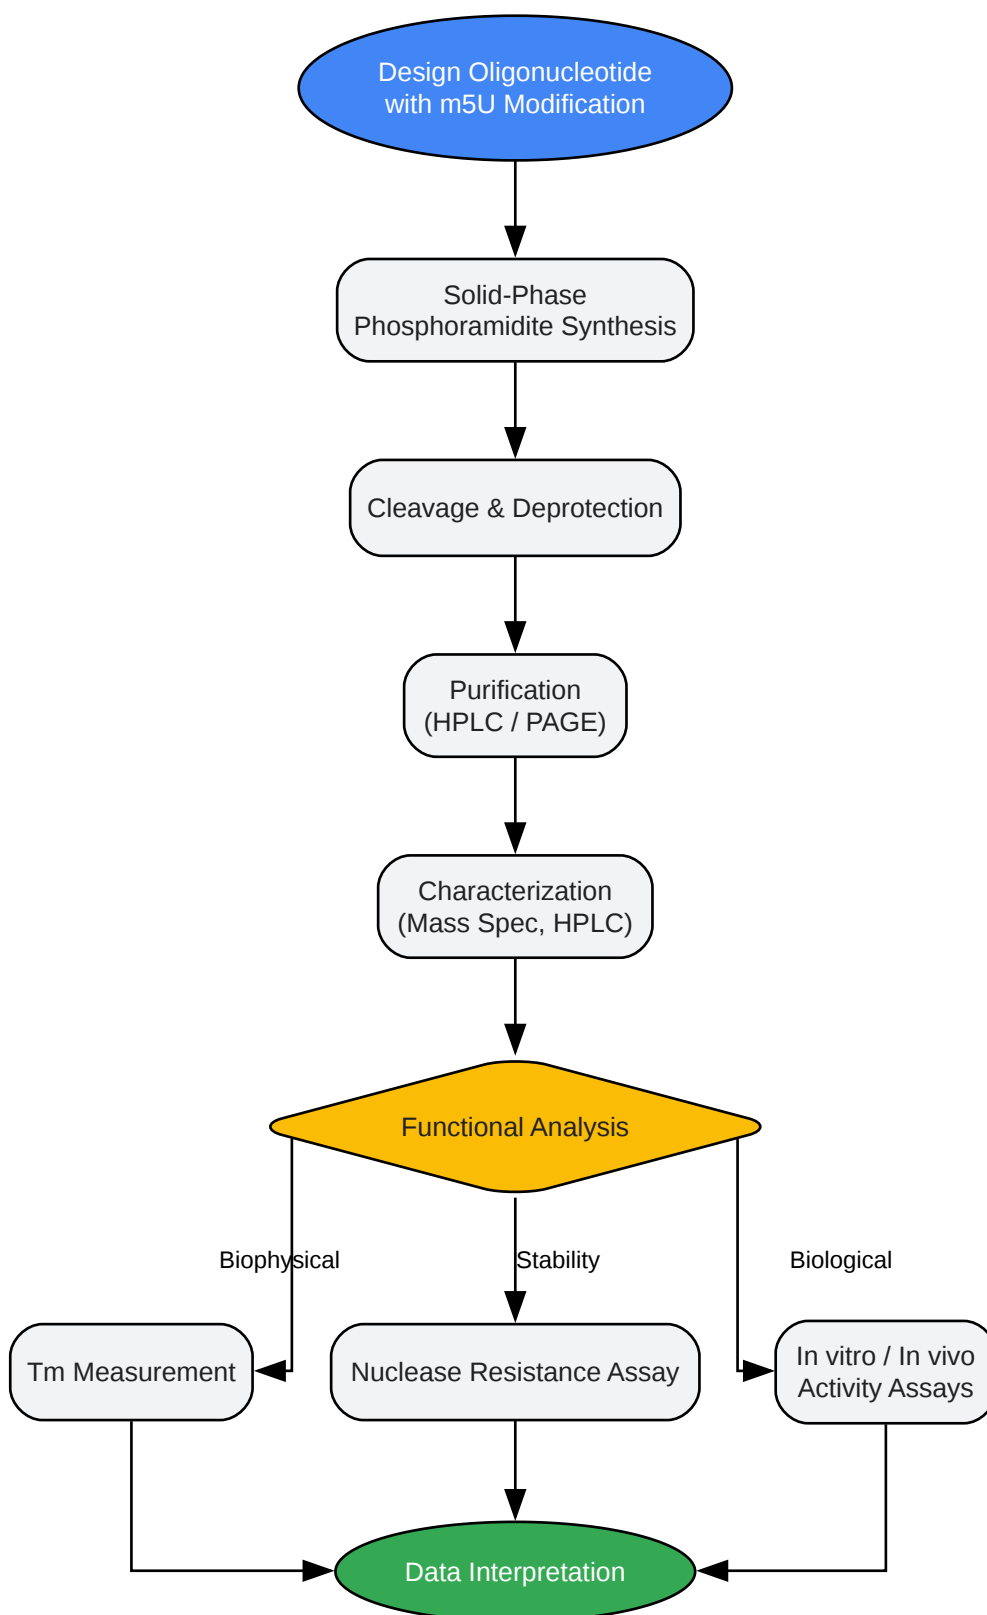 Design Oligonucleotide
with m5U Modification
Solid-Phase
Phosphoramidite Synthesis
Cleavage & Deprotection
Purification
(HPLC / PAGE)
Characterization
(Mass Spec, HPLC)
Functional Analysis
Biophysical
Stability
Biological
Tm Measurement
Nuclease Resistance Assay
In vitro / In vivo
Activity Assays
Data Interpretation